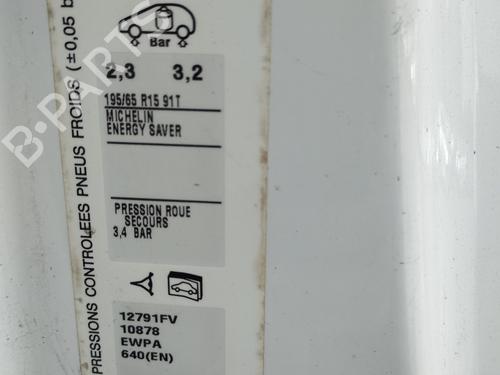 Bar
2,3 3,2
195/65 R15 91T
MICHELIN
ENERGY SAVER
PRESSION ROUE
SECOURS
3,4 BAR
12791FV
10878
EWPA
640(EN)
PRESSIONS CONTROLEES PNEUS FROIDS (±0,05 b
B-PARTS